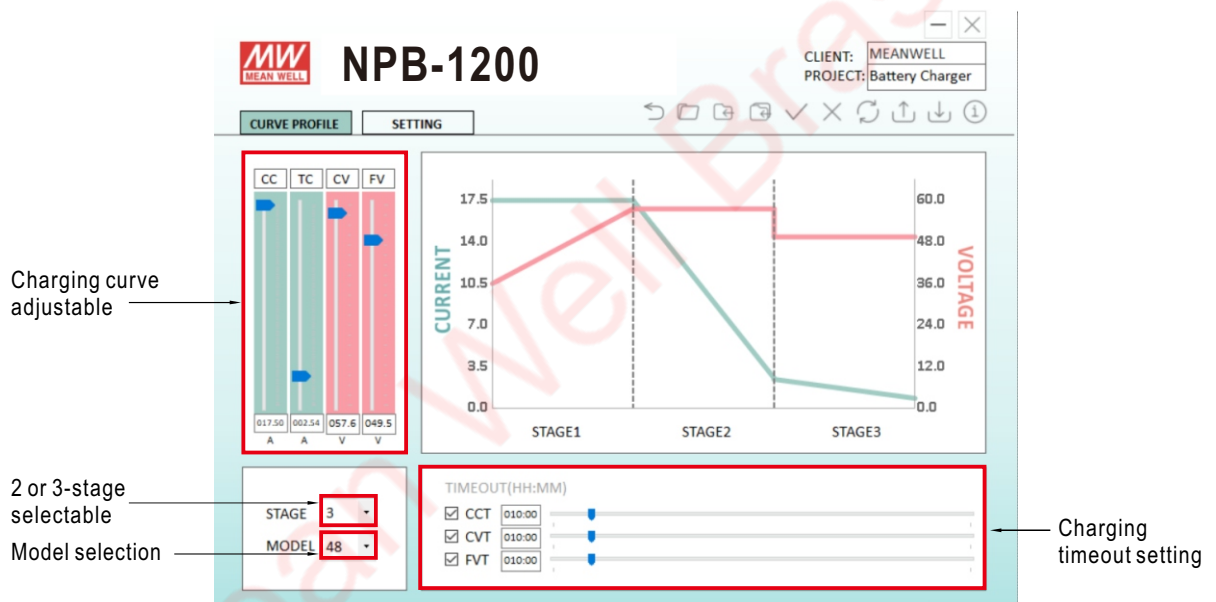 MW
MEAN WELL
NPB-1200
CLIENT: MEANWELL
PROJECT: Battery Charger
CURVE PROFILE SETTING
CC TC CV FV
017.50 002.54 057.6 049.5
A A V V
CURRENT
17.5
14.0
10.5
7.0
3.5
0.0
60.0
48.0
36.0
24.0
12.0
0.0
VOLTAGE
STAGE1 STAGE2 STAGE3
Charging curve
adjustable
2 or 3-stage
selectable
Model selection
STAGE 3
MODEL 48
TIMEOUT(HH:MM)
CCT 010:00
CVT 010:00
FVT 010:00
Charging
timeout setting
ean Well Bras